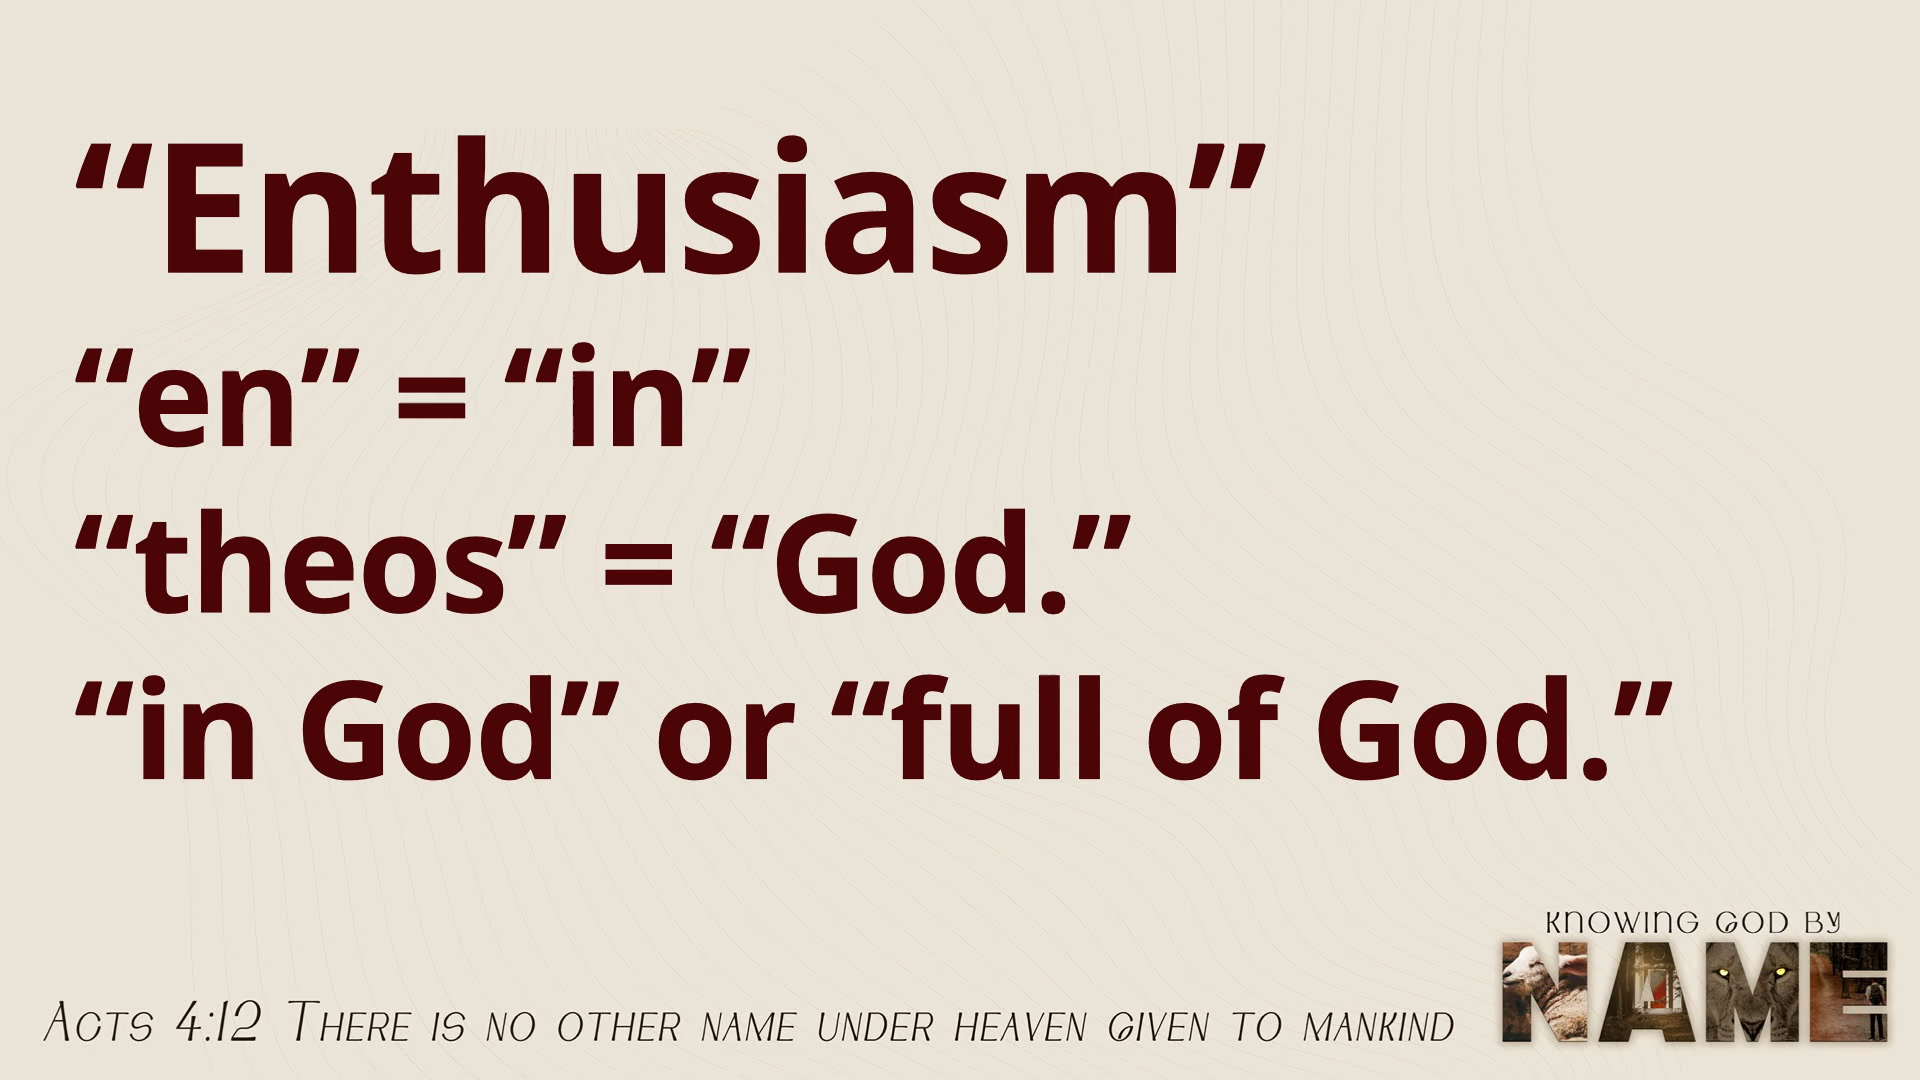 “Enthusiasm”
“en” = “in”
“theos” = “God.”
“in God” or “full of God.”
KNOWING GOD BY
NAME
Acts 4:12 There is no other name under heaven given to mankind